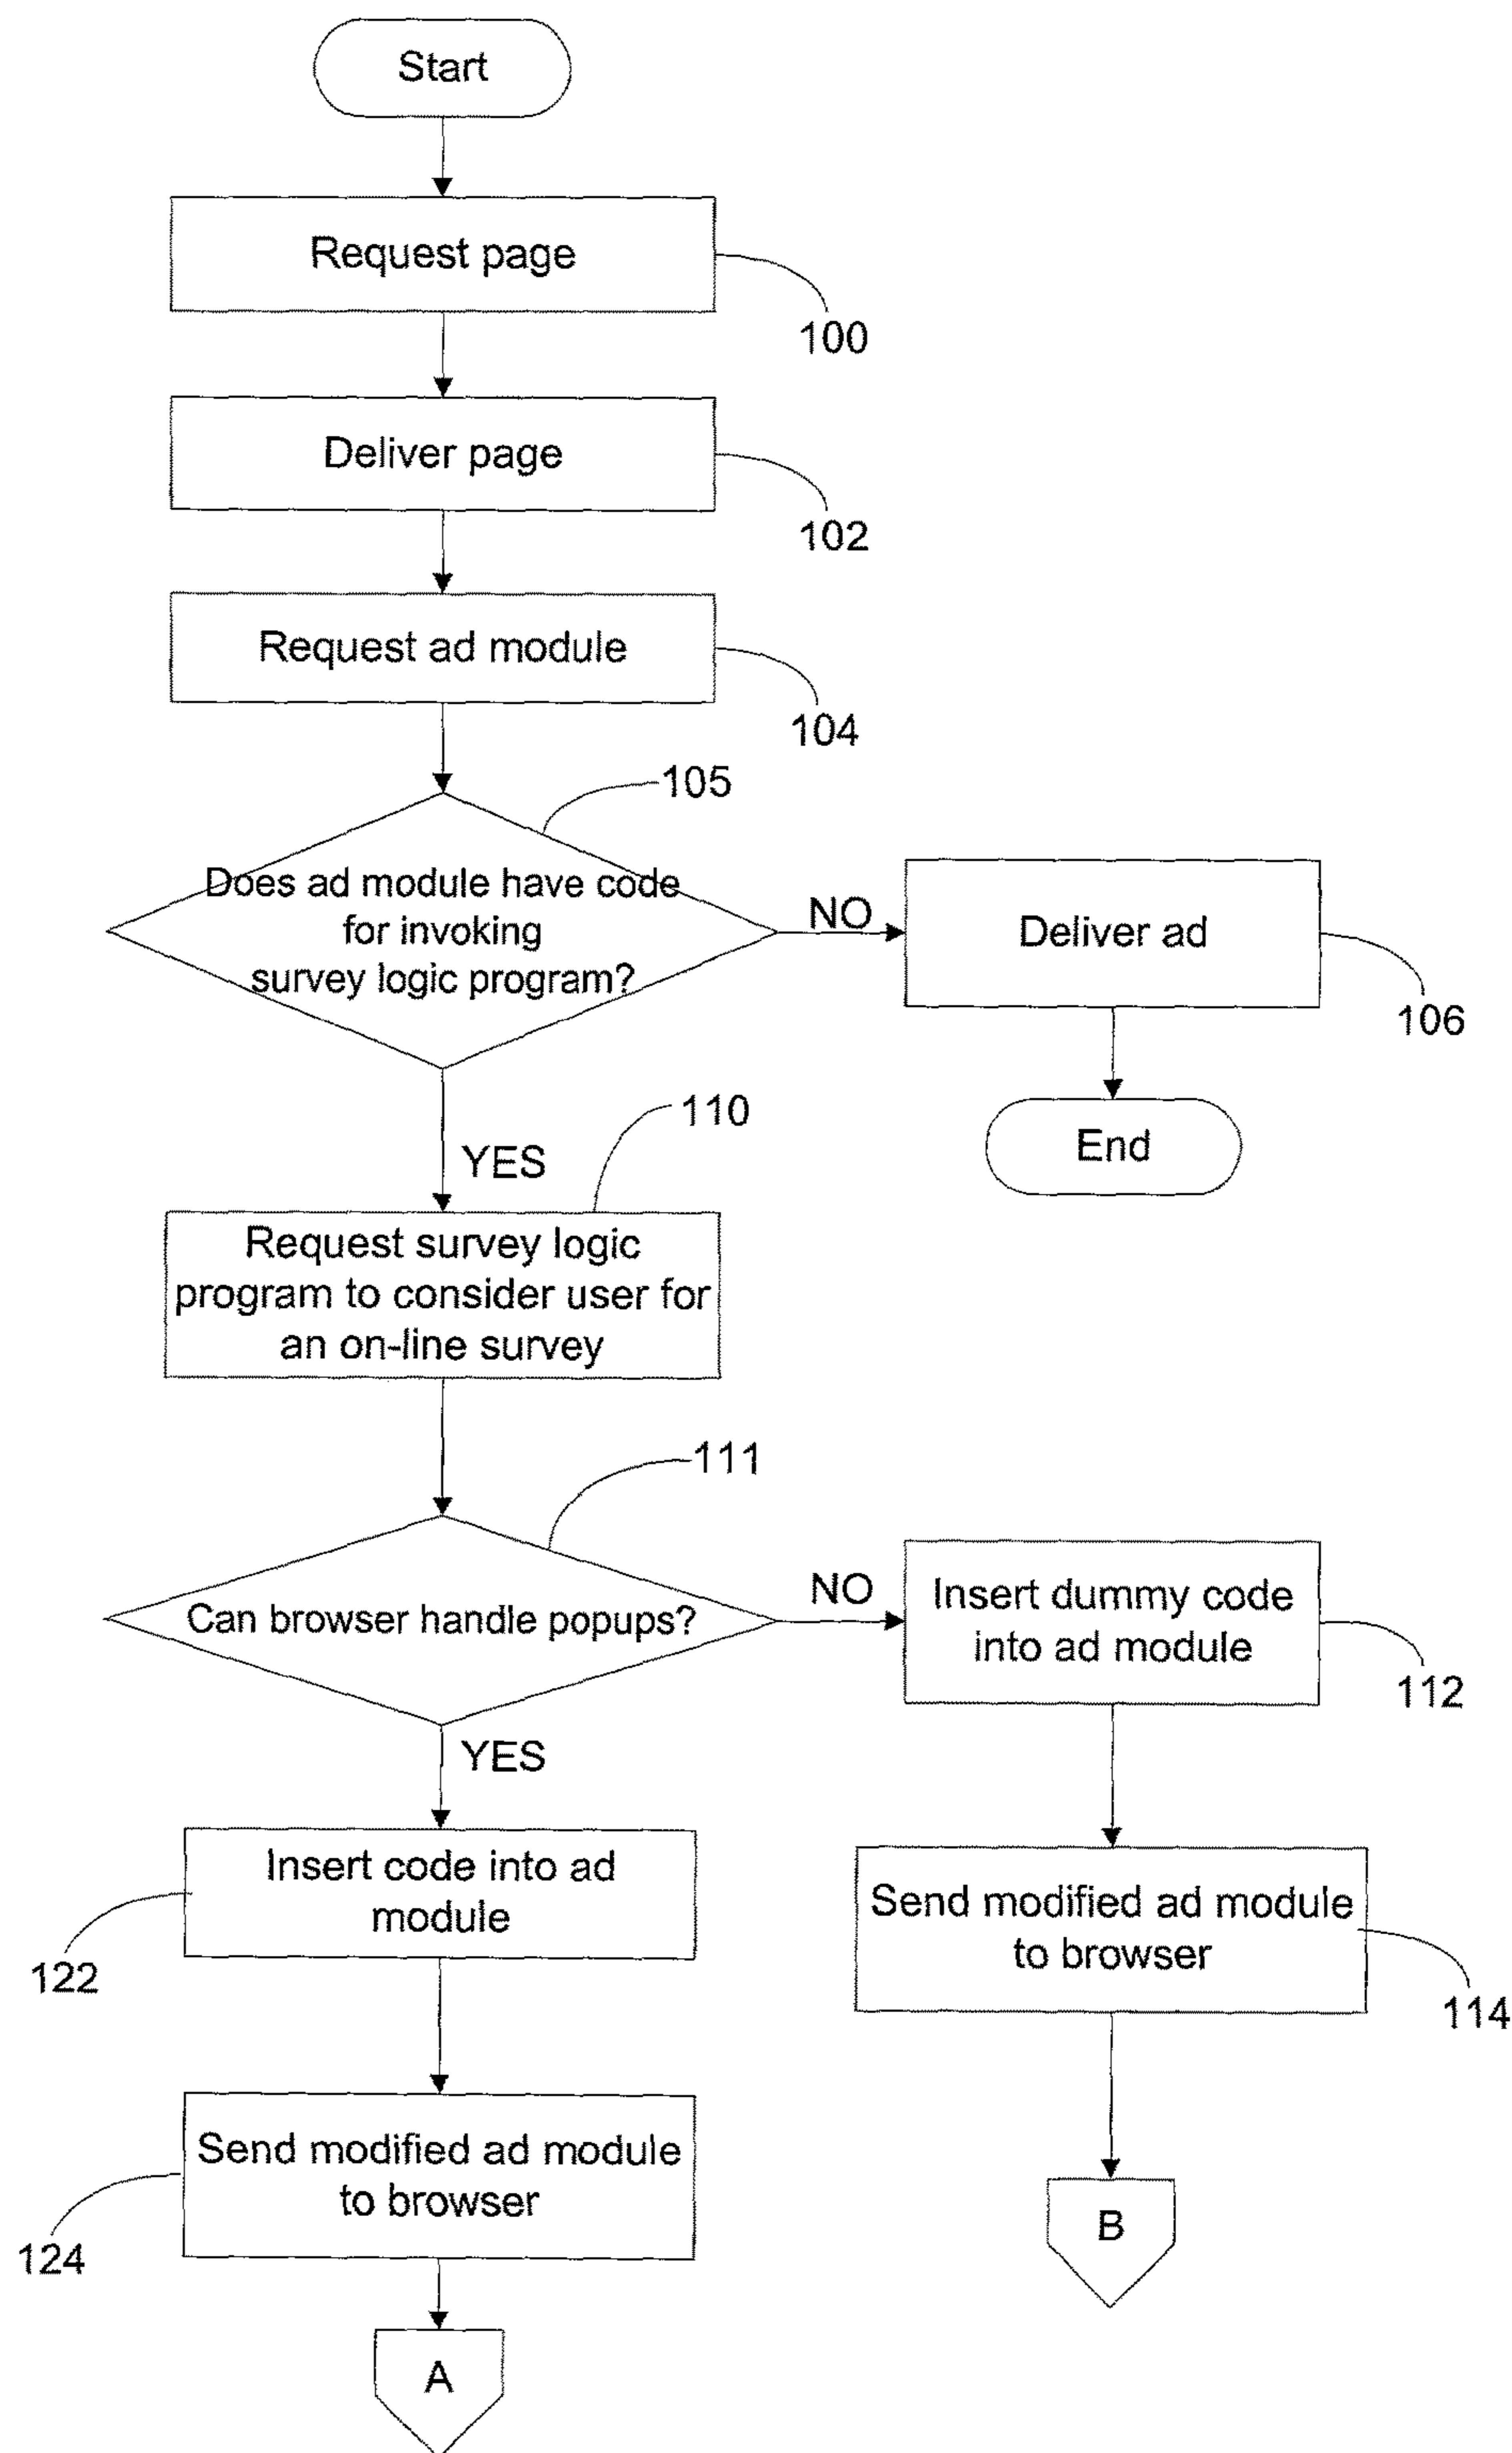 Start
Request page
100
Deliver page
102
Request ad module
104
105
Does ad module have code
for invoking
survey logic program?
NO
Deliver ad
106
End
YES
110
Request survey logic
program to consider user for
an on-line survey
111
Can browser handle popups?
NO
Insert dummy code
into ad module
112
YES
Insert code into ad
module
122
Send modified ad module
to browser
114
Send modified ad module
to browser
124
B
A